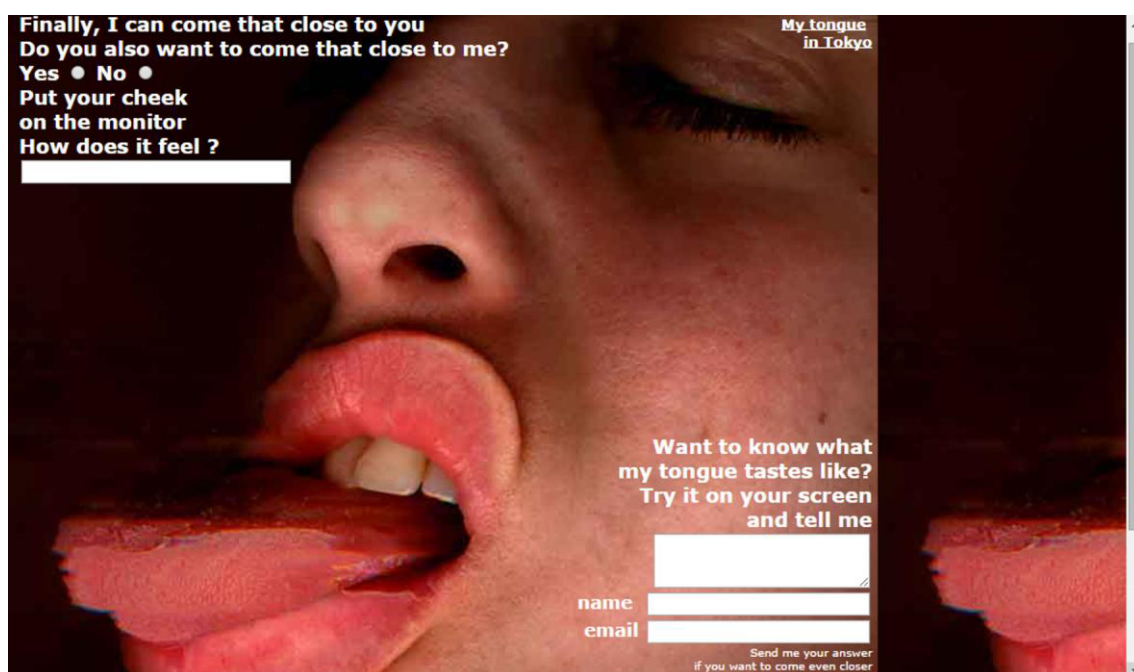 Finally, I can come that close to you
Do you also want to come that close to me?
Yes No
Put your cheek
on the monitor
How does it feel ?
My tongue
in Tokyo
Want to know what
my tongue tastes like?
Try it on your screen
and tell me
name
email
Send me your answer
if you want to come even closer